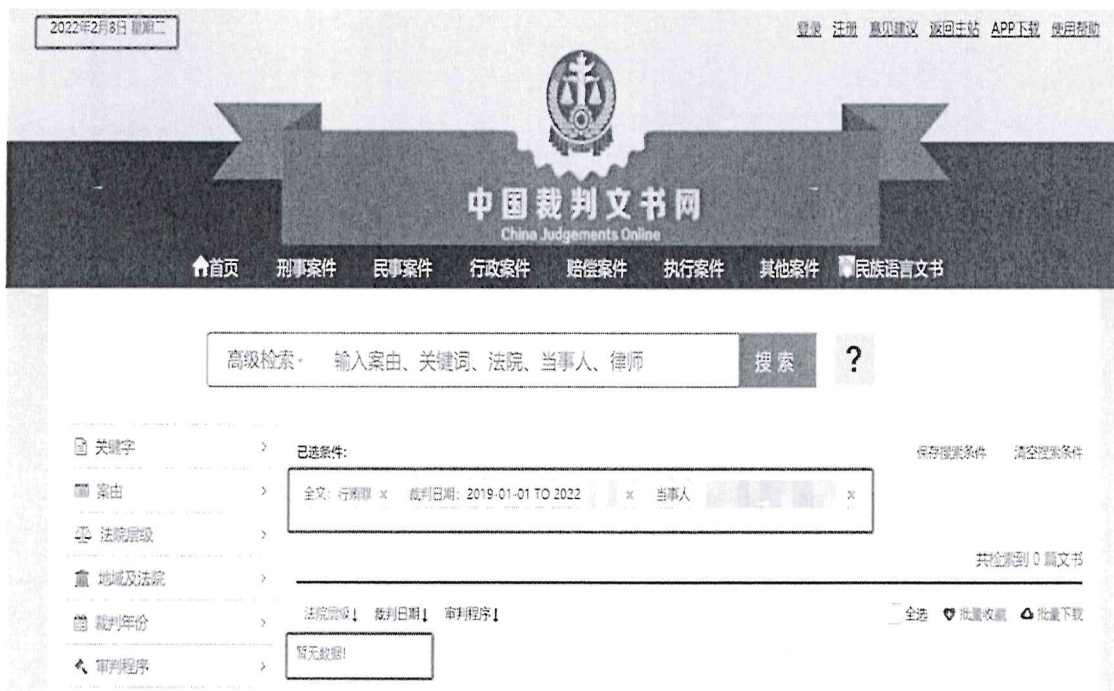 2022年2月8日 星期二
登录 注册 意见建议 返回主站 APP下载 使用帮助
中国裁判文书网
China Judgements Online
首页 刑事案件 民事案件 行政案件 赔偿案件 执行案件 其他案件 民族语言文书
高级检索 输入案由、关键词、法院、当事人、律师 搜索 ?
关键字
已选条件: 保存搜索条件 清空搜索条件
案由
全文: 行贿罪 × 裁判日期: 2019-01-01 TO 2022 × 当事人 ×
法院层级
共检索到 0 篇文书
地域及法院
法院层级↓ 裁判日期↓ 审判程序↓ 全选 批量收藏 批量下载
裁判年份
暂无数据!
审判程序